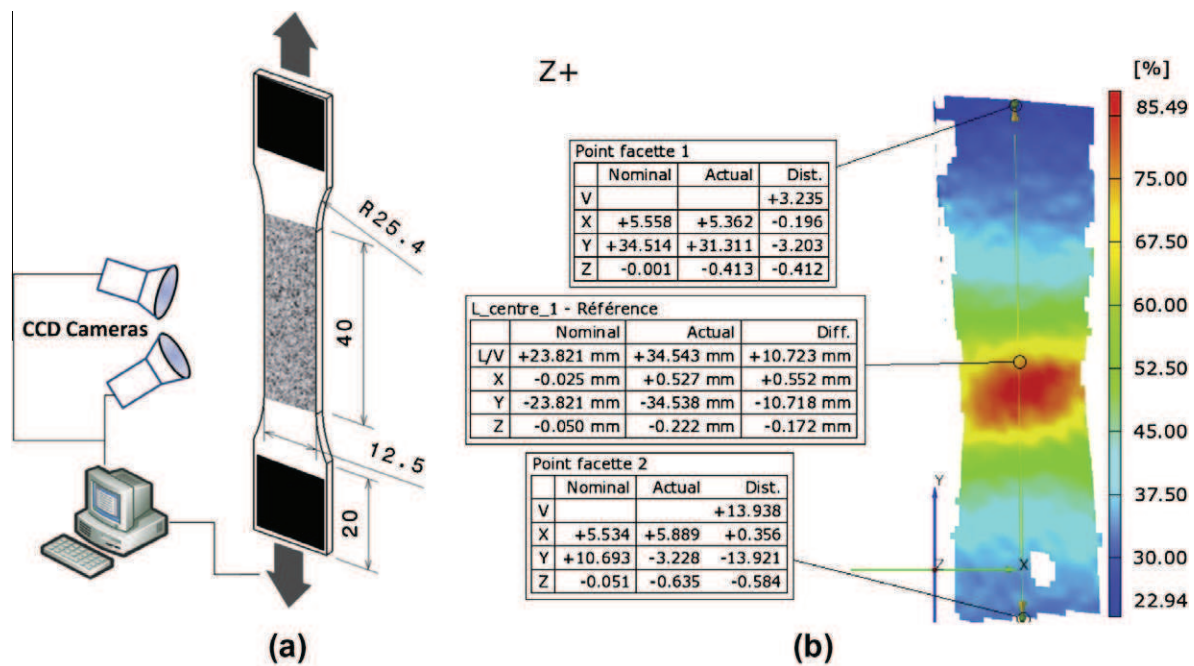 CCD Cameras
R25.4
40
12.5
20
(a)
Z+
Point facette 1
Nominal Actual Dist.
V +3.235
X +5.558 +5.362 -0.196
Y +34.514 +31.311 -3.203
Z -0.001 -0.413 -0.412
L_centre_1 - Référence
Nominal Actual Diff.
L/V +23.821 mm +34.543 mm +10.723 mm
X -0.025 mm +0.527 mm +0.552 mm
Y -23.821 mm -34.538 mm -10.718 mm
Z -0.050 mm -0.222 mm -0.172 mm
Point facette 2
Nominal Actual Dist.
V +13.938
X +5.534 +5.889 +0.356
Y +10.693 -3.228 -13.921
Z -0.051 -0.635 -0.584
Y
Z
X
[%]
85.49
75.00
67.50
60.00
52.50
45.00
37.50
30.00
22.94
(b)